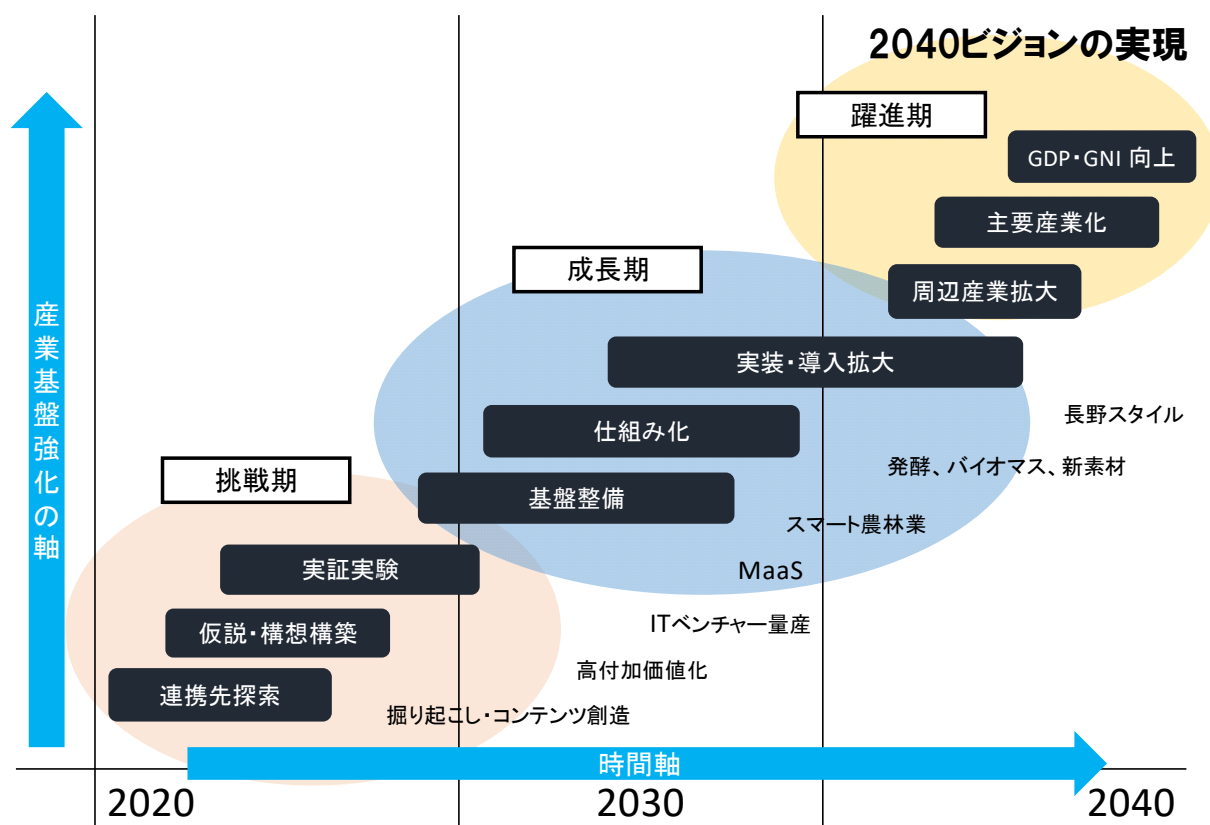 2040ビジョンの実現
躍進期
GDP・GNI 向上
主要産業化
周辺産業拡大
成長期
実装・導入拡大
仕組み化
基盤整備
挑戦期
実証実験
仮説・構想構築
連携先探索
長野スタイル
発酵、バイオマス、新素材
スマート農林業
MaaS
ITベンチャー量産
高付加価値化
掘り起こし・コンテンツ創造
産業基盤強化の軸
時間軸
2020
2030
2040